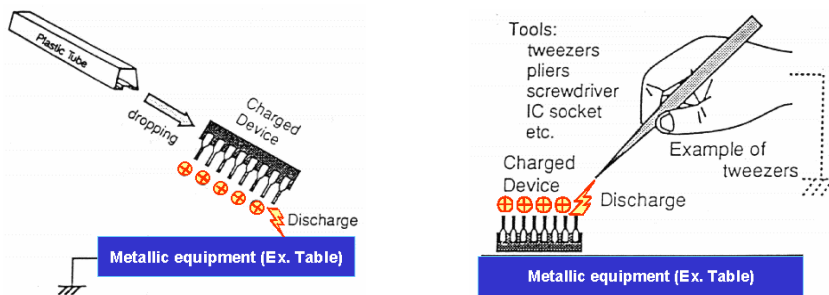 Plastic Tube
dropping
Charged
Device
Discharge
Metallic equipment (Ex. Table)
Tools:
tweezers
pliers
screwdriver
IC socket
etc.
Example of
tweezers
Charged
Device
Discharge
Metallic equipment (Ex. Table)